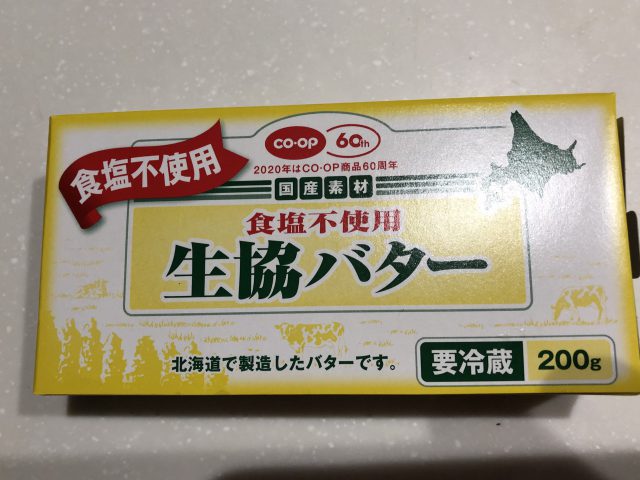 食塩不使用
CO·OP 60th
2020年はCO·OP商品60周年
国産素材
食塩不使用
生協バター
北海道で製造したバターです。
要冷蔵 200g